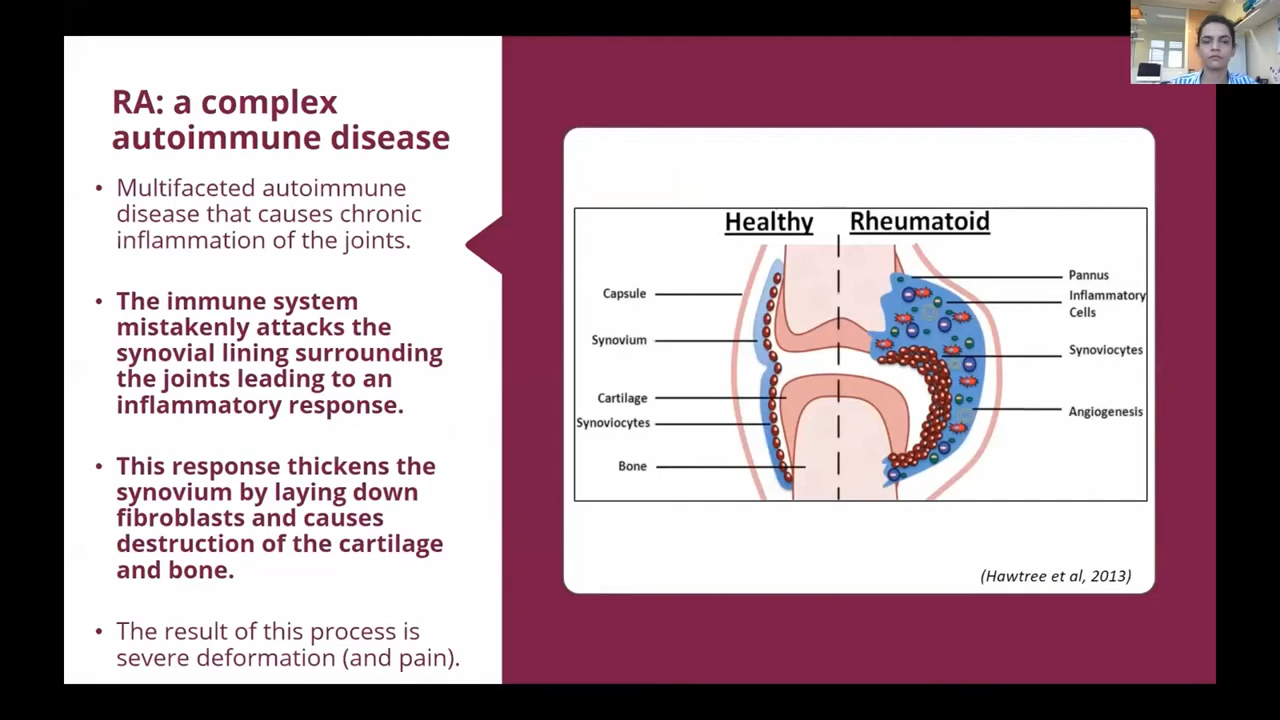 RA: a complex
autoimmune disease
• Multifaceted autoimmune
disease that causes chronic
inflammation of the joints.
• The immune system
mistakenly attacks the
synovial lining surrounding
the joints leading to an
inflammatory response.
• This response thickens the
synovium by laying down
fibroblasts and causes
destruction of the cartilage
and bone.
• The result of this process is
severe deformation (and pain).
Healthy
Rheumatoid
Capsule
Synovium
Cartilage
Synoviocytes
Bone
Pannus
Inflammatory
Cells
Synoviocytes
Angiogenesis
(Hawtree et al, 2013)